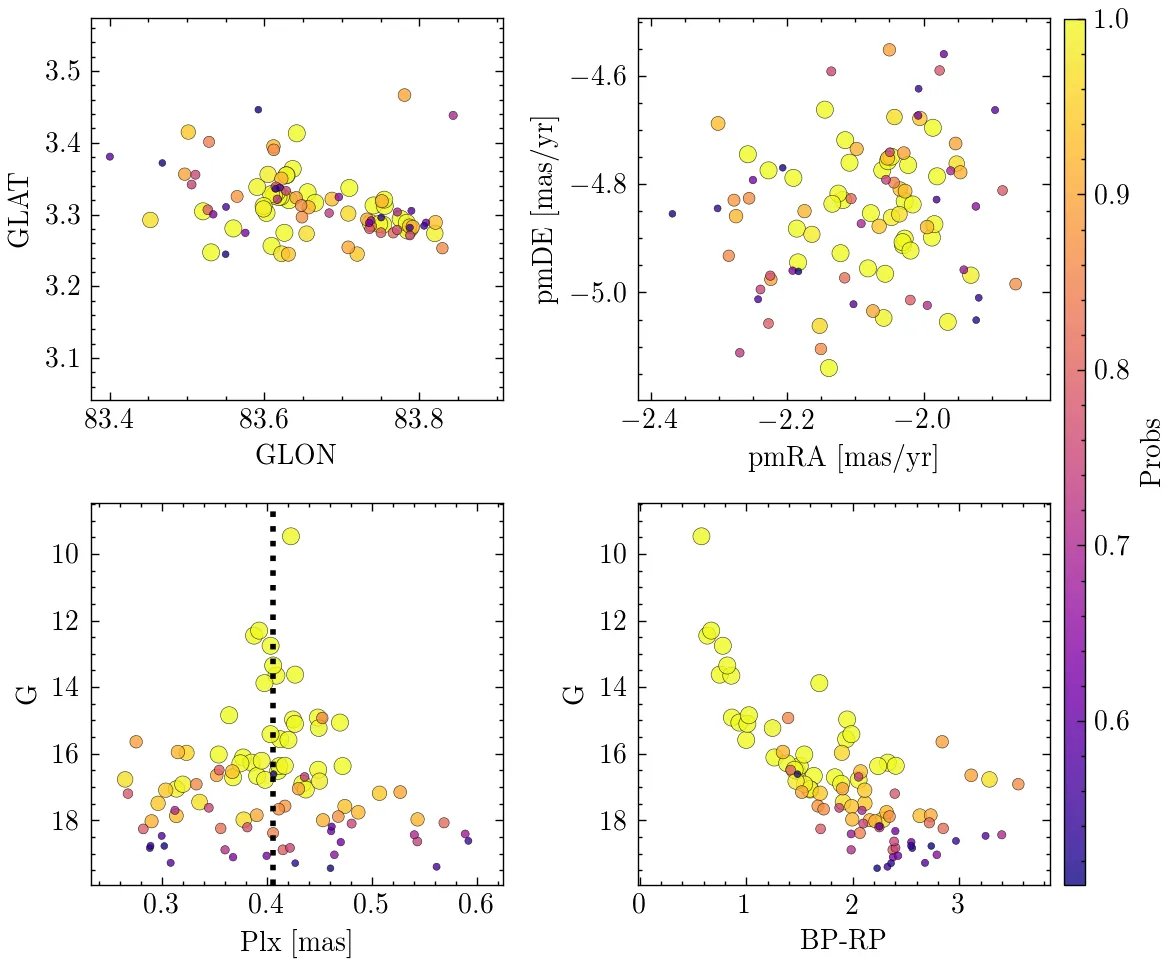 3.5
3.4
3.3
3.2
3.1
GLAT
83.4 83.6 83.8
GLON
−4.6
−4.8
−5.0
pmDE [mas/yr]
−2.4 −2.2 −2.0
pmRA [mas/yr]
1.0
0.9
0.8
0.7
0.6
Probs
10
12
14
16
18
G
0.3 0.4 0.5 0.6
Plx [mas]
10
12
14
16
18
G
0 1 2 3
BP-RP